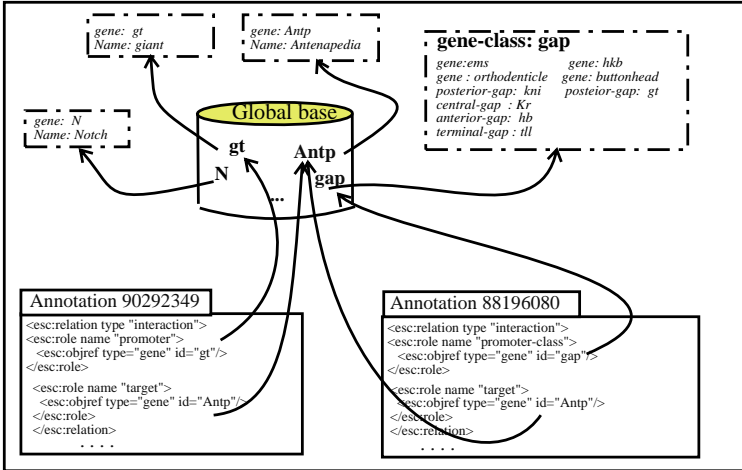 gene: gt
Name: giant
gene: Antp
Name: Antenapedia
gene-class: gap
gene:ems gene: hkb
gene : orthodenticle gene: buttonhead
posterior-gap: kni posteior-gap: gt
central-gap : Kr
anterior-gap: hb
terminal-gap : tll
gene: N
Name: Notch
Global base
gt
Antp
N
gap
...
Annotation 90292349
<esc:relation type "interaction">
<esc:role name "promoter">
<esc:objref type="gene" id="gt"/>
</esc:role>
<esc:role name "target">
<esc:objref type="gene" id="Antp"/>
</esc:role>
</esc:relation>
. . . .
Annotation 88196080
<esc:relation type "interaction">
<esc:role name "promoter-class">
<esc:objref type="gene" id="gap"/>
</esc:role>
<esc:role name "target">
<esc:objref type="gene" id="Antp"/>
</esc:role>
</esc:relation>
. . . .